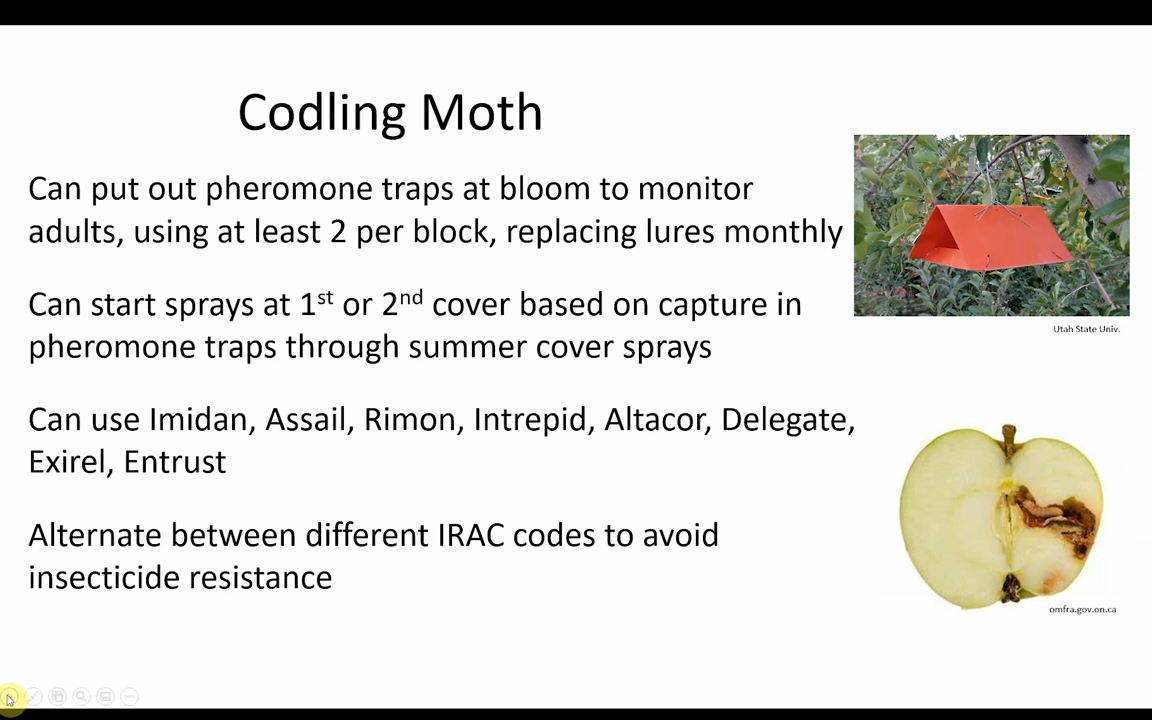 Codling Moth
Can put out pheromone traps at bloom to monitor
adults, using at least 2 per block, replacing lures monthly
Can start sprays at 1st or 2nd cover based on capture in
pheromone traps through summer cover sprays
Can use Imidan, Assail, Rimon, Intrepid, Altacor, Delegate,
Exirel, Entrust
Alternate between different IRAC codes to avoid
insecticide resistance
Utah State Univ.
omfra.gov.on.ca